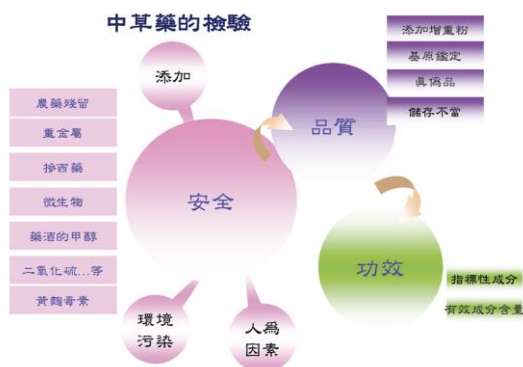 中草藥的檢驗
添加
農藥殘留
重金屬
摻西藥
微生物
藥酒的甲醇
二氧化硫...等
黃麴毒素
安全
環境
污染
人為
因素
品質
添加增重粉
基原鑑定
真偽品
儲存不當
功效
指標性成分
有效成分含量